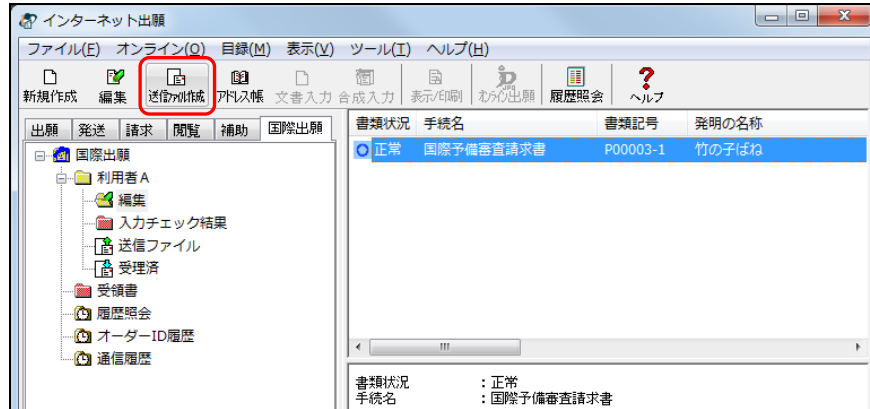 インターネット出願
ファイル(F) オンライン(O) 目録(M) 表示(V) ツール(T) ヘルプ(H)
新規作成 編集 送信ファイル作成 アドレス帳 文書入力 合成入力 表示/印刷 オンライン出願 履歴照会 ヘルプ
出願 発送 請求 閲覧 補助 国際出願
国際出願
利用者A
編集
入力チェック結果
送信ファイル
受理済
受領書
履歴照会
オーダーID履歴
通信履歴
書類状況 手続名 書類記号 発明の名称
正常 国際予備審査請求書 P00003-1 竹の子ばね
書類状況 :正常
手続名 :国際予備審査請求書